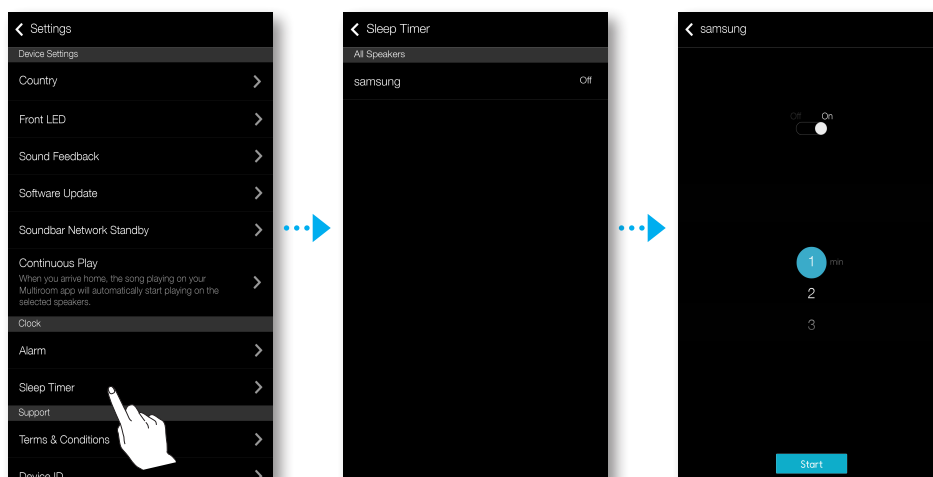 Settings
Device Settings
Country
Front LED
Sound Feedback
Software Update
Soundbar Network Standby
Continuous Play
When you arrive home, the song playing on your
Multiroom app will automatically start playing on the
selected speakers.
Clock
Alarm
Sleep Timer
Support
Terms & Conditions
Device ID
Sleep Timer
All Speakers
samsung Off
samsung
Off On
1 min
2
3
Start